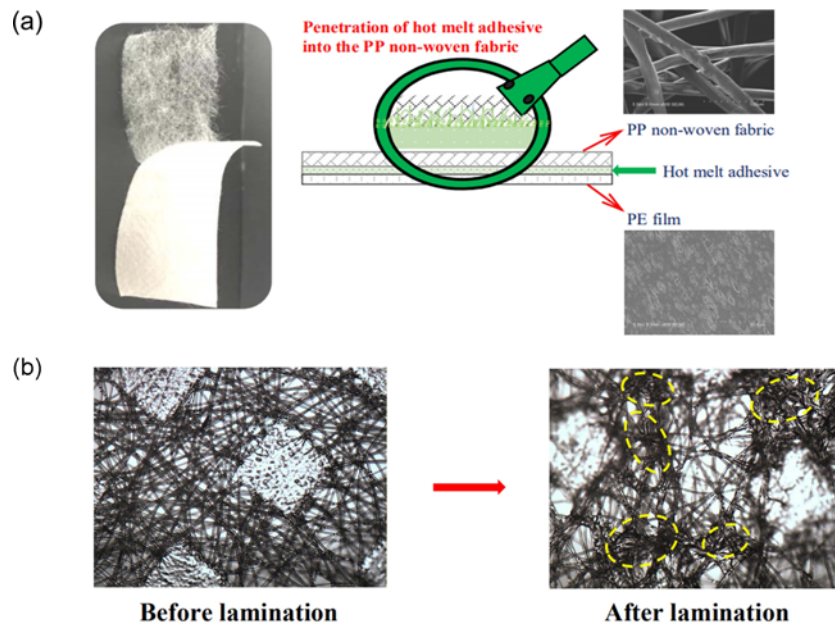 (a)
Penetration of hot melt adhesive
into the PP non-woven fabric
PP non-woven fabric
Hot melt adhesive
PE film
(b)
Before lamination
After lamination